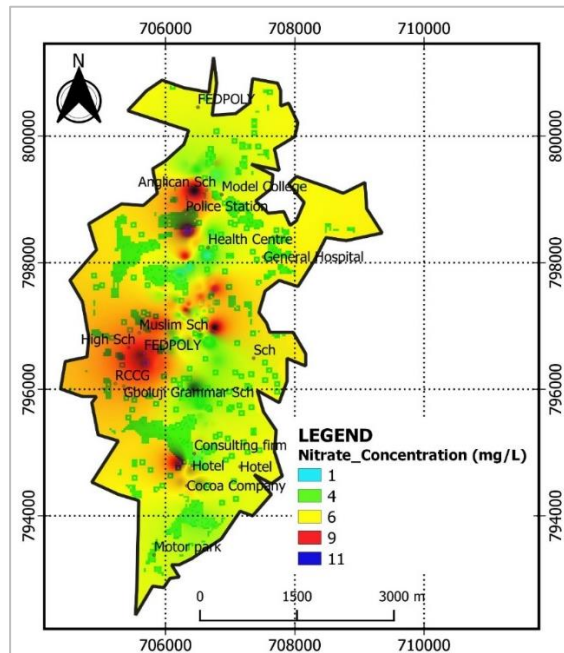 706000 708000 710000
N
FEDPOLY
800000 800000
Anglican Sch
Model College
Police Station
Health Centre
798000 798000
General Hospital
Muslim Sch
High Sch
FEDPOLY
Sch
RCCG
796000 796000
Gboluji Grammar Sch
LEGEND
Nitrate_Concentration (mg/L)
1
4
6
9
11
Consulting firm
Hotel Hotel
Cocoa Company
794000 794000
Motor park
0 1500 3000 m
706000 708000 710000